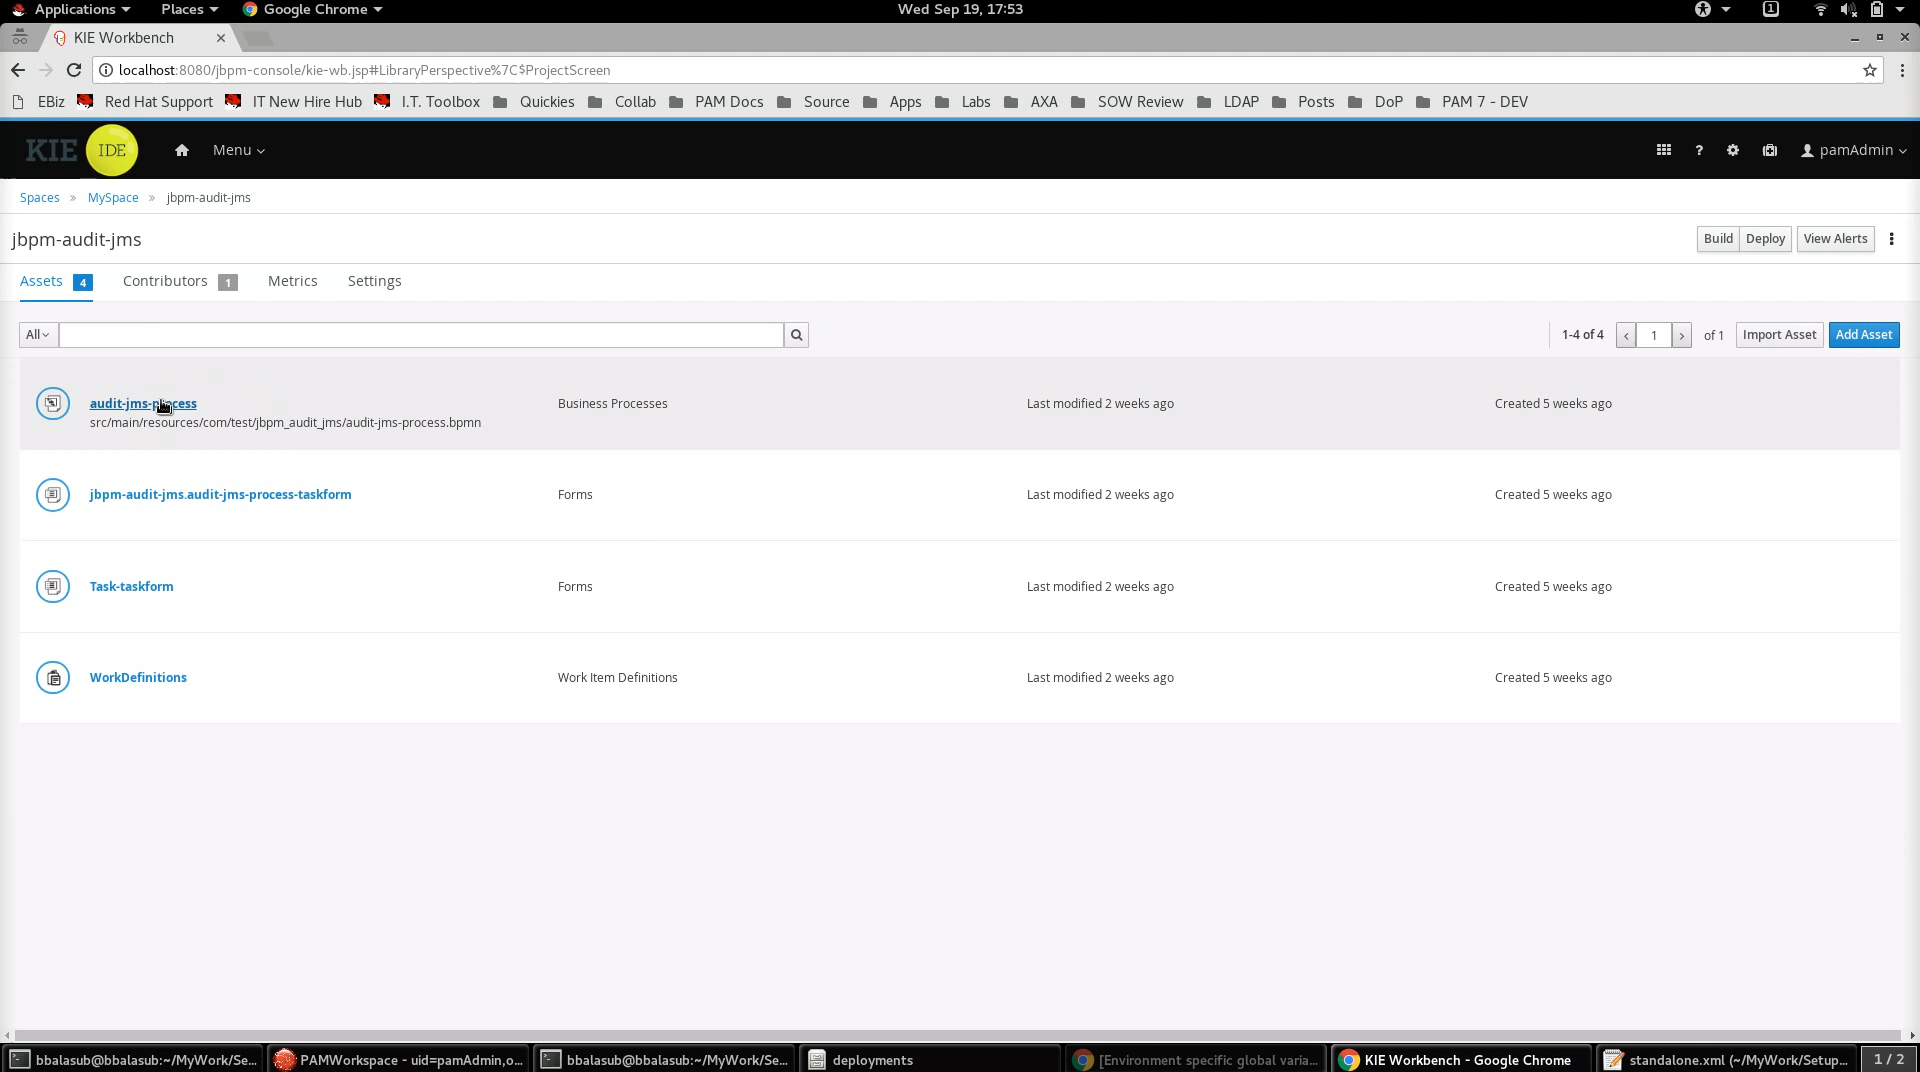 Applications Places Google Chrome Wed Sep 19, 17:53 1
KIE Workbench
localhost:8080/jbpm-console/kie-wb.jsp#LibraryPerspective%7C$ProjectScreen
EBiz Red Hat Support IT New Hire Hub I.T. Toolbox Quickies Collab PAM Docs Source Apps Labs AXA SOW Review LDAP Posts DoP PAM 7 - DEV
KIE IDE Menu ? pamAdmin
Spaces » MySpace » jbpm-audit-jms
jbpm-audit-jms Build Deploy View Alerts
Assets 4 Contributors 1 Metrics Settings
All 1-4 of 4 < 1 > of 1 Import Asset Add Asset
audit-jms-process Business Processes Last modified 2 weeks ago Created 5 weeks ago
src/main/resources/com/test/jbpm_audit_jms/audit-jms-process.bpmn
jbpm-audit-jms.audit-jms-process-taskform Forms Last modified 2 weeks ago Created 5 weeks ago
Task-taskform Forms Last modified 2 weeks ago Created 5 weeks ago
WorkDefinitions Work Item Definitions Last modified 2 weeks ago Created 5 weeks ago
bbalasub@bbalasub:~/MyWork/Se... PAMWorkspace - uid=pamAdmin,o... bbalasub@bbalasub:~/MyWork/Se... deployments [Environment specific global varia... KIE Workbench - Google Chrome standalone.xml (~/MyWork/Setup... 1 / 2